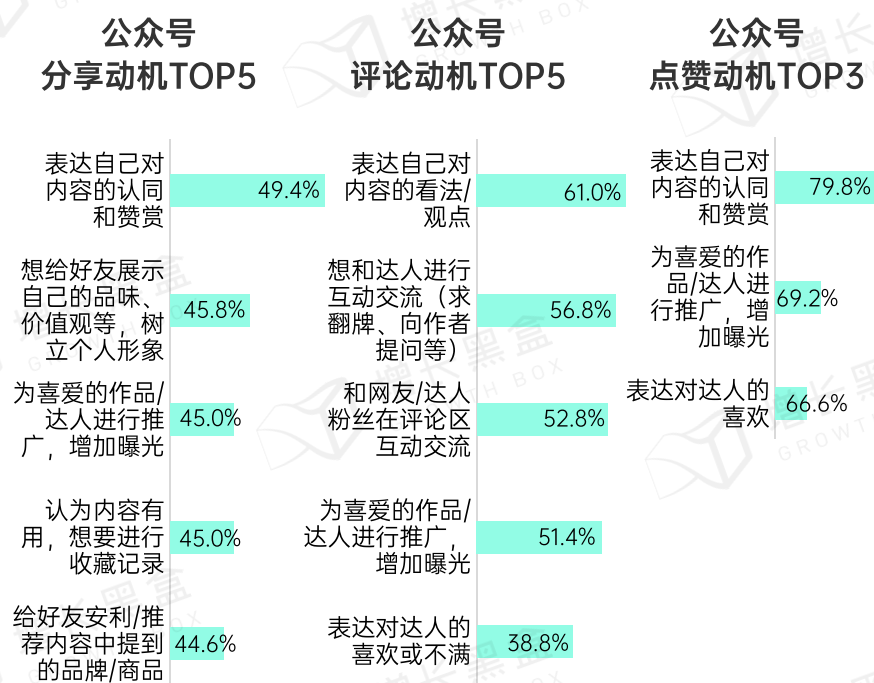 公众号
分享动机TOP5
表达自己对
内容的认同
和赞赏
49.4%
想给好友展示
自己的品味、
价值观等，树
立个人形象
45.8%
为喜爱的作品/
达人进行推
广，增加曝光
45.0%
认为内容有
用，想要进行
收藏记录
45.0%
给好友安利/推
荐内容中提到
的品牌/商品
44.6%
公众号
评论动机TOP5
表达自己对
内容的看法/
观点
61.0%
想和达人进行
互动交流（求
翻牌、向作者
提问等）
56.8%
和网友/达人
粉丝在评论区
互动交流
52.8%
为喜爱的作品/
达人进行推广，
增加曝光
51.4%
表达对达人的
喜欢或不满
38.8%
公众号
点赞动机TOP3
表达自己对
内容的认同
和赞赏
79.8%
为喜爱的作
品/达人进
行推广，增
加曝光
69.2%
表达对达人的
喜欢
66.6%
增长黑盒
GROWTH BOX